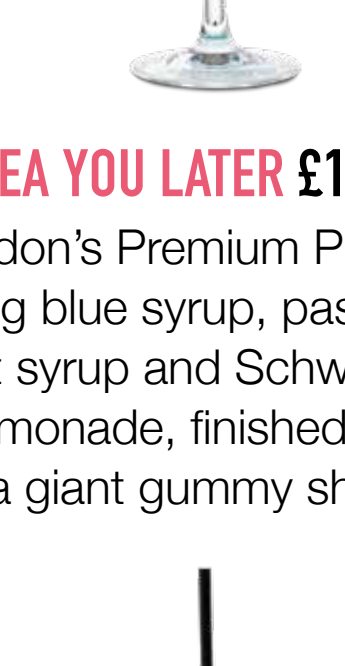 EA YOU LATER £1
don's Premium P
g blue syrup, pas
syrup and Schw
monade, finished
a giant gummy sh